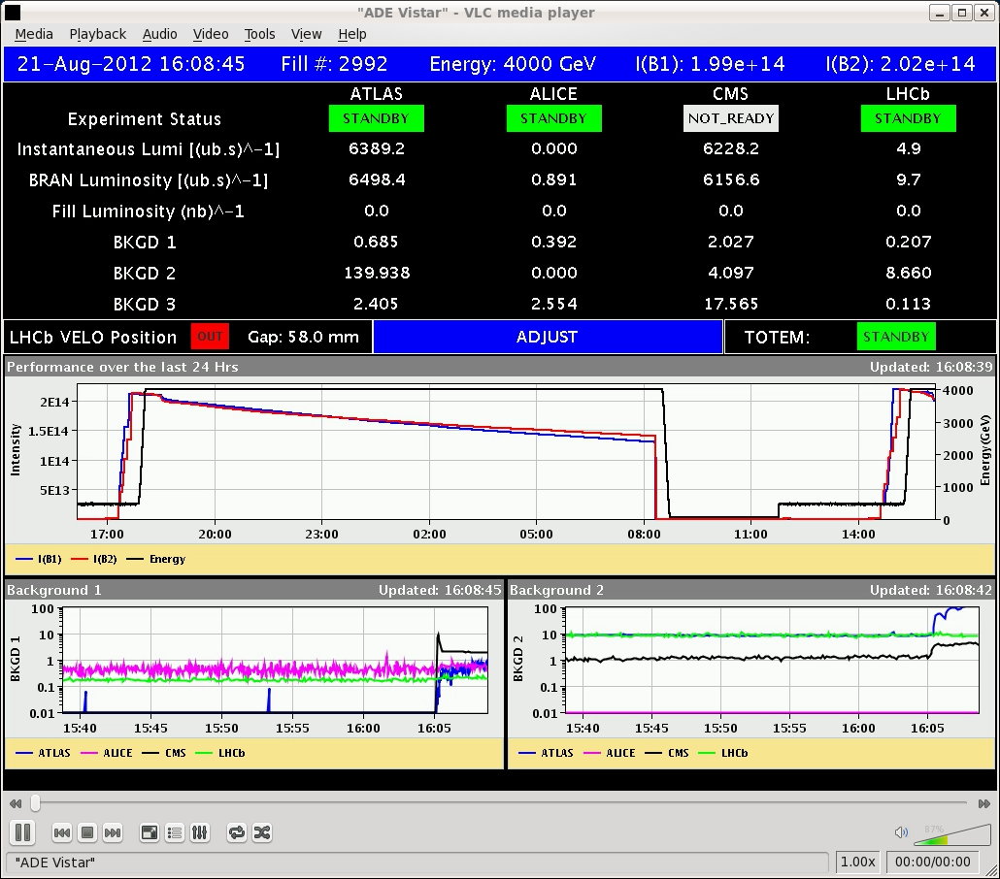 "ADE Vistar" - VLC media player
Media Playback Audio Video Tools View Help
21-Aug-2012 16:08:45 Fill #: 2992 Energy: 4000 GeV I(B1): 1.99e+14 I(B2): 2.02e+14
ATLAS ALICE CMS LHCb
Experiment Status STANDBY STANDBY NOT_READY STANDBY
Instantaneous Lumi [(ub.s)^-1] 6389.2 0.000 6228.2 4.9
BRAN Luminosity [(ub.s)^-1] 6498.4 0.891 6156.6 9.7
Fill Luminosity (nb)^-1 0.0 0.0 0.0 0.0
BKGD 1 0.685 0.392 2.027 0.207
BKGD 2 139.938 0.000 4.097 8.660
BKGD 3 2.405 2.554 17.565 0.113
LHCb VELO Position OUT Gap: 58.0 mm ADJUST TOTEM: STANDBY
Performance over the last 24 Hrs Updated: 16:08:39
Intensity
2E14
1.5E14
1E14
5E13
4000
3000
2000
1000
0
Energy(GeV)
17:00 20:00 23:00 02:00 05:00 08:00 11:00 14:00
I(B1) I(B2) Energy
Background 1 Updated: 16:08:45
BKGD 1
100
10
1
0.1
0.01
15:40 15:45 15:50 15:55 16:00 16:05
ATLAS ALICE CMS LHCb
Background 2 Updated: 16:08:42
BKGD 2
100
10
1
0.1
0.01
15:40 15:45 15:50 15:55 16:00 16:05
ATLAS ALICE CMS LHCb
87%
"ADE Vistar" 1.00x 00:00/00:00